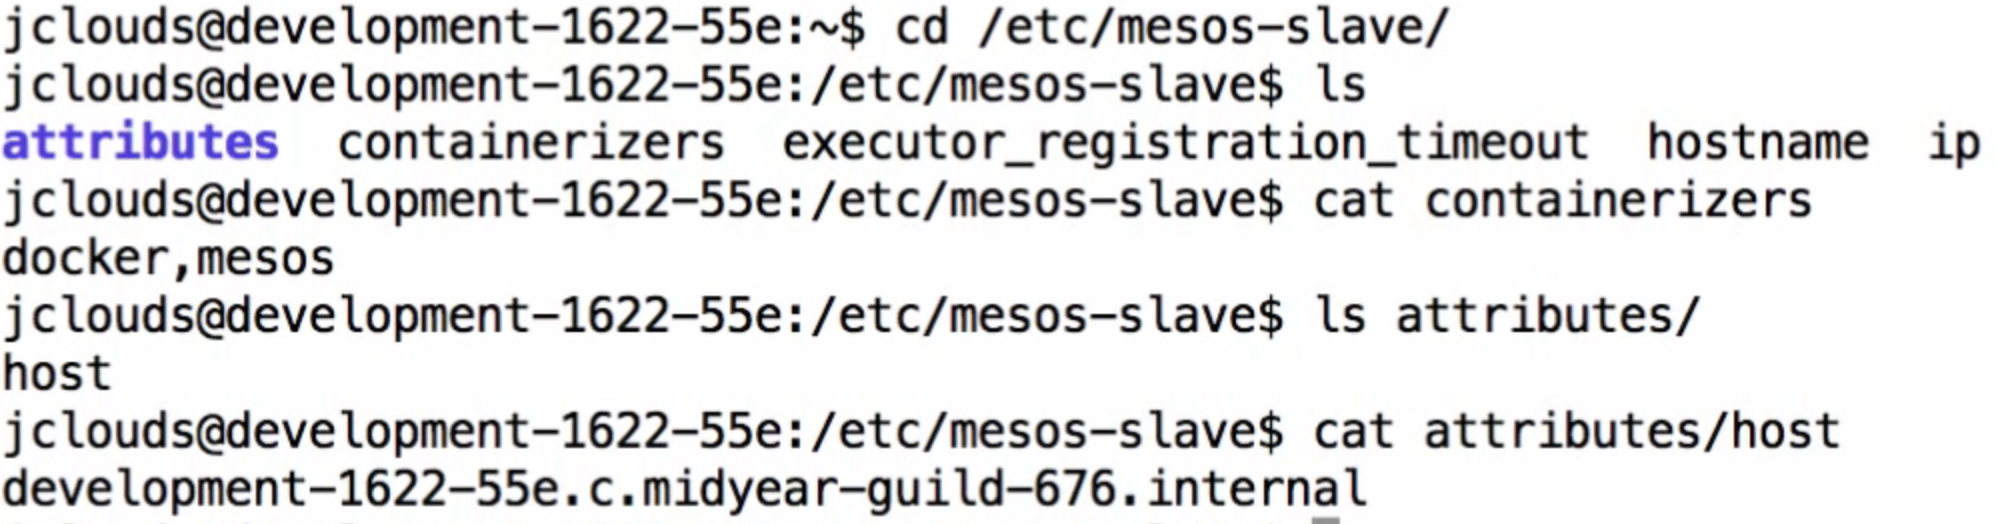 jclouds@development-1622-55e:~$ cd /etc/mesos-slave/
jclouds@development-1622-55e:/etc/mesos-slave$ ls
attributes  containerizers  executor_registration_timeout  hostname  ip
jclouds@development-1622-55e:/etc/mesos-slave$ cat containerizers
docker,mesos
jclouds@development-1622-55e:/etc/mesos-slave$ ls attributes/
host
jclouds@development-1622-55e:/etc/mesos-slave$ cat attributes/host
development-1622-55e.c.midyear-guild-676.internal